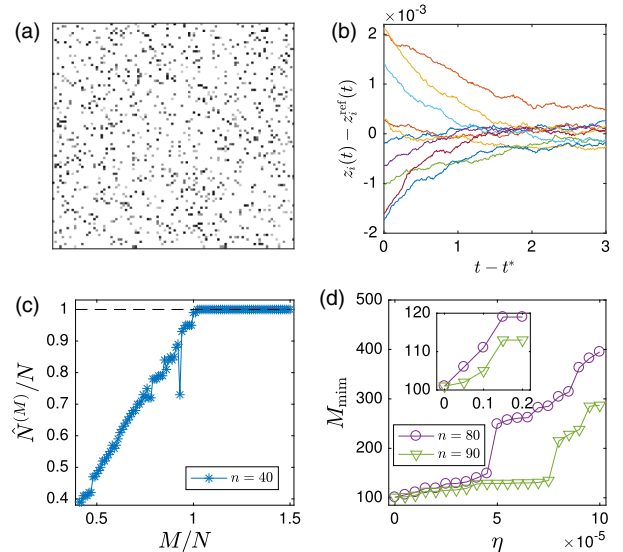 (a)
(b)
×10⁻³
2
1
0
-1
-2
z_i(t) − z_i^ref(t)
0
1
2
3
t − t*
(c)
1
0.9
0.8
0.7
0.6
0.5
0.4
N̂^(M)/N
n = 40
0.5
1
1.5
M/N
(d)
500
400
300
200
100
M_mim
120
110
100
0
0.1
0.2
n = 80
n = 90
0
5
10
×10⁻⁵
η